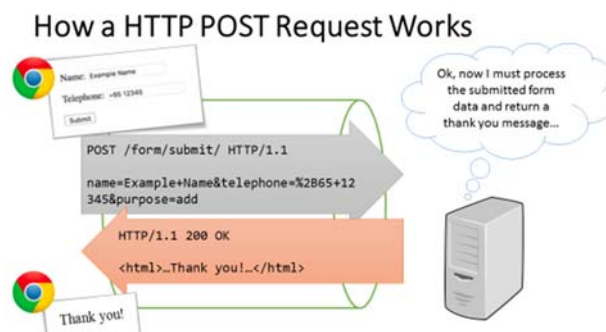 How a HTTP POST Request Works
Name: Example Name
Telephone: +65 12345
Submit
Ok, now I must process
the submitted form
data and return a
thank you message...
POST /form/submit/ HTTP/1.1
name=Example+Name&telephone=%2B65+12
345&purpose=add
HTTP/1.1 200 OK
<html>…Thank you!…</html>
Thank you!